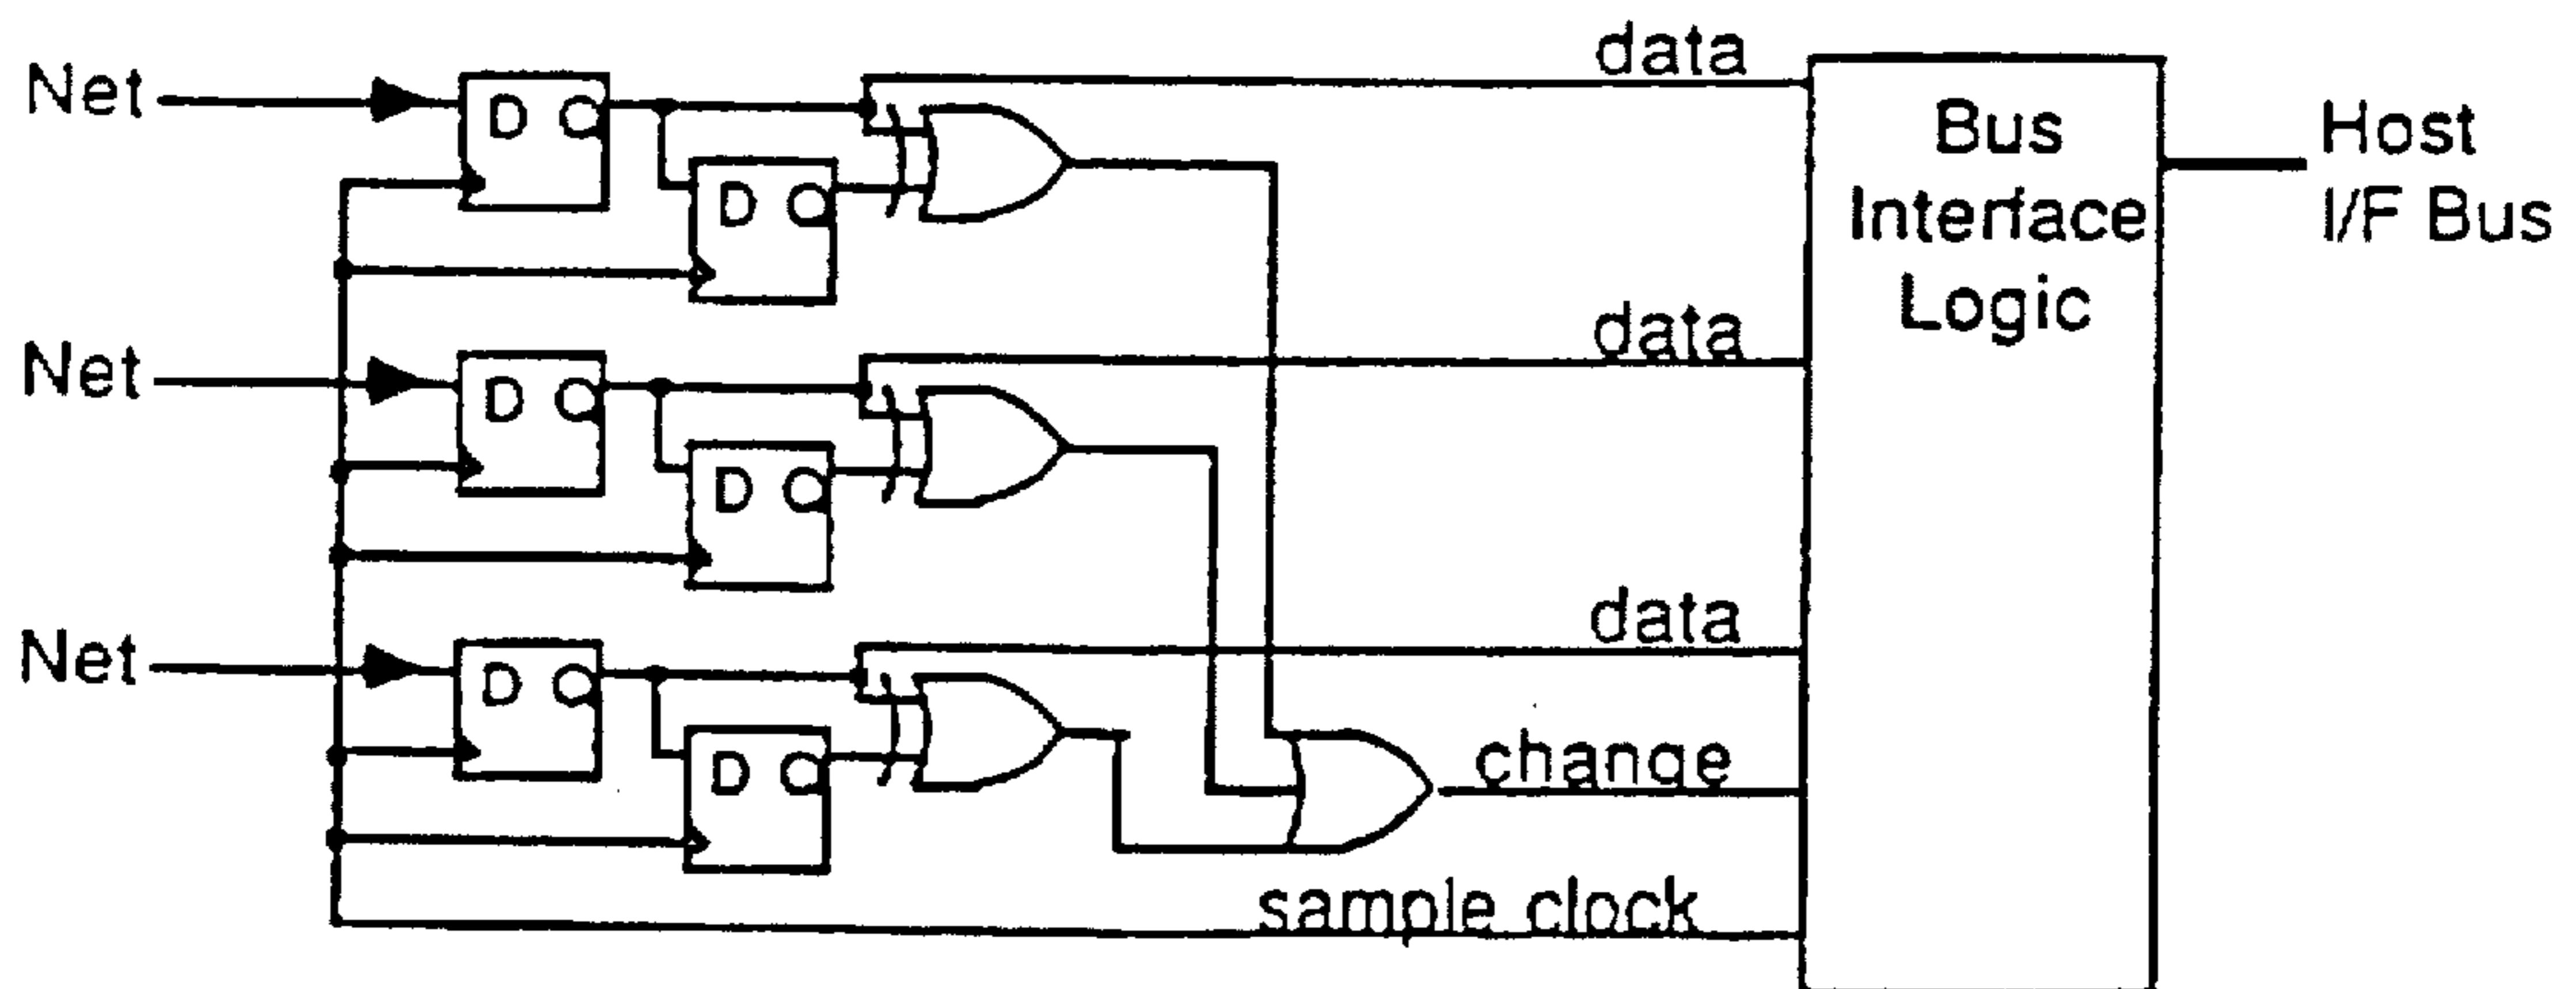 data
Net
D Q
D Q
Bus
Interface
Logic
Host
I/F Bus
data
Net
D Q
D Q
data
Net
D Q
D Q
change
sample clock